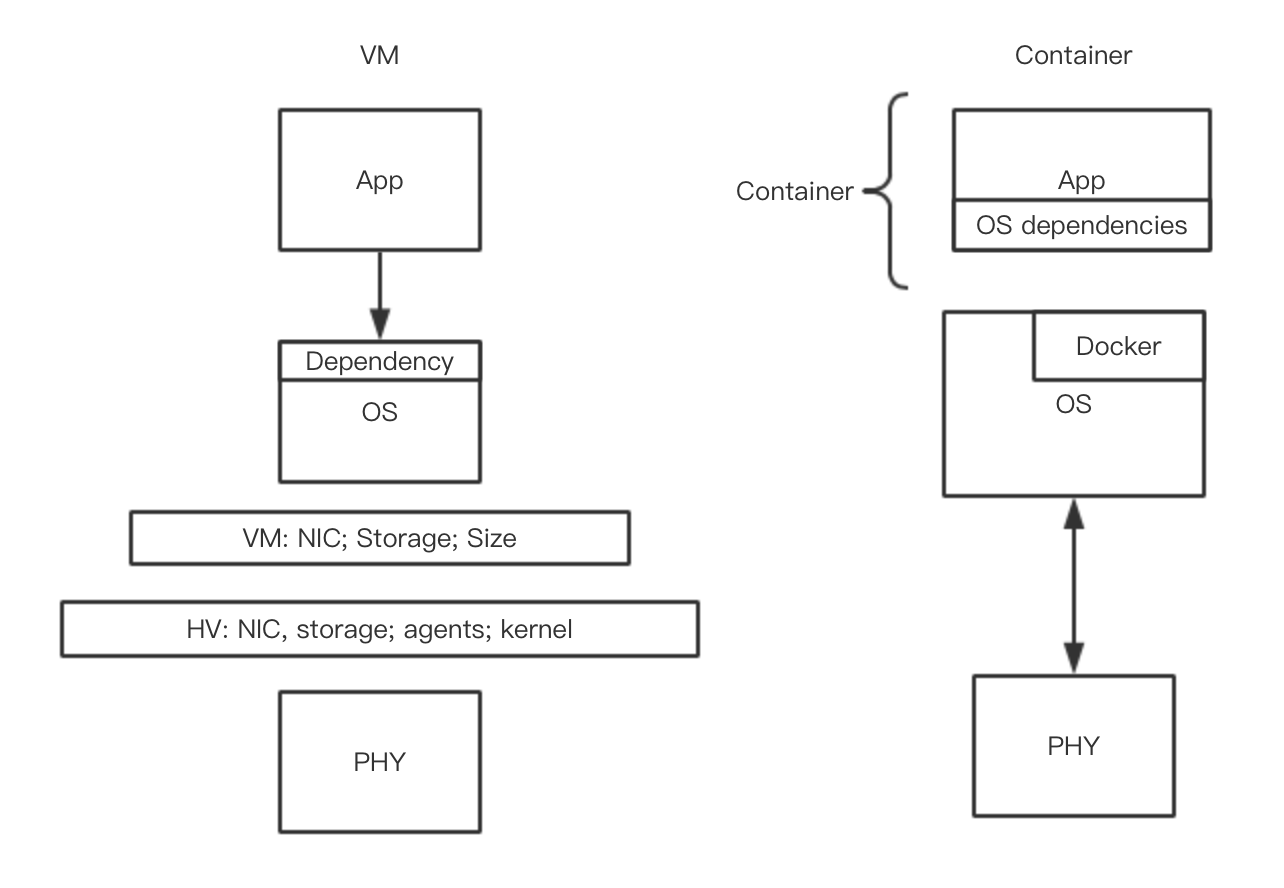 VM
App
Dependency
OS
VM: NIC; Storage; Size
HV: NIC, storage; agents; kernel
PHY
Container
Container
App
OS dependencies
Docker
OS
PHY